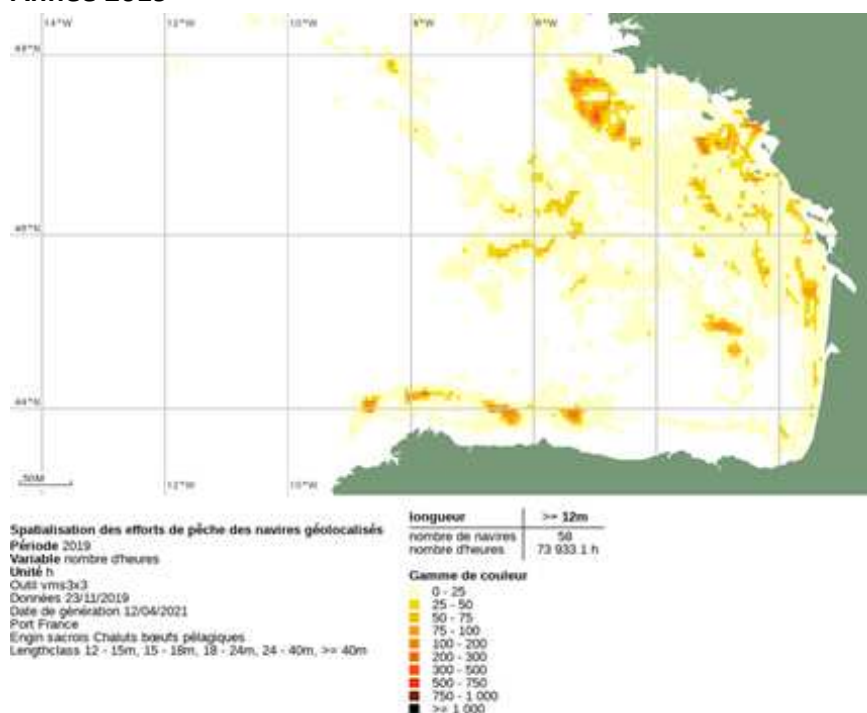 14°W 12°W 10°W 8°W 6°W
48°N
46°N
44°N
50M
12°W 10°W
Spatialisation des efforts de pêche des navires géolocalisés
Période 2019
Variable nombre d'heures
Unité h
Outil vms3x3
Données 23/11/2019
Date de génération 12/04/2021
Port France
Engin sacrois Chaluts bœufs pélagiques
Lengthclass 12 - 15m, 15 - 18m, 18 - 24m, 24 - 40m, >= 40m
longueur >= 12m
nombre de navires 58
nombre d'heures 73 933.1 h
Gamme de couleur
0 - 25
25 - 50
50 - 75
75 - 100
100 - 200
200 - 300
300 - 500
500 - 750
750 - 1 000
>= 1 000